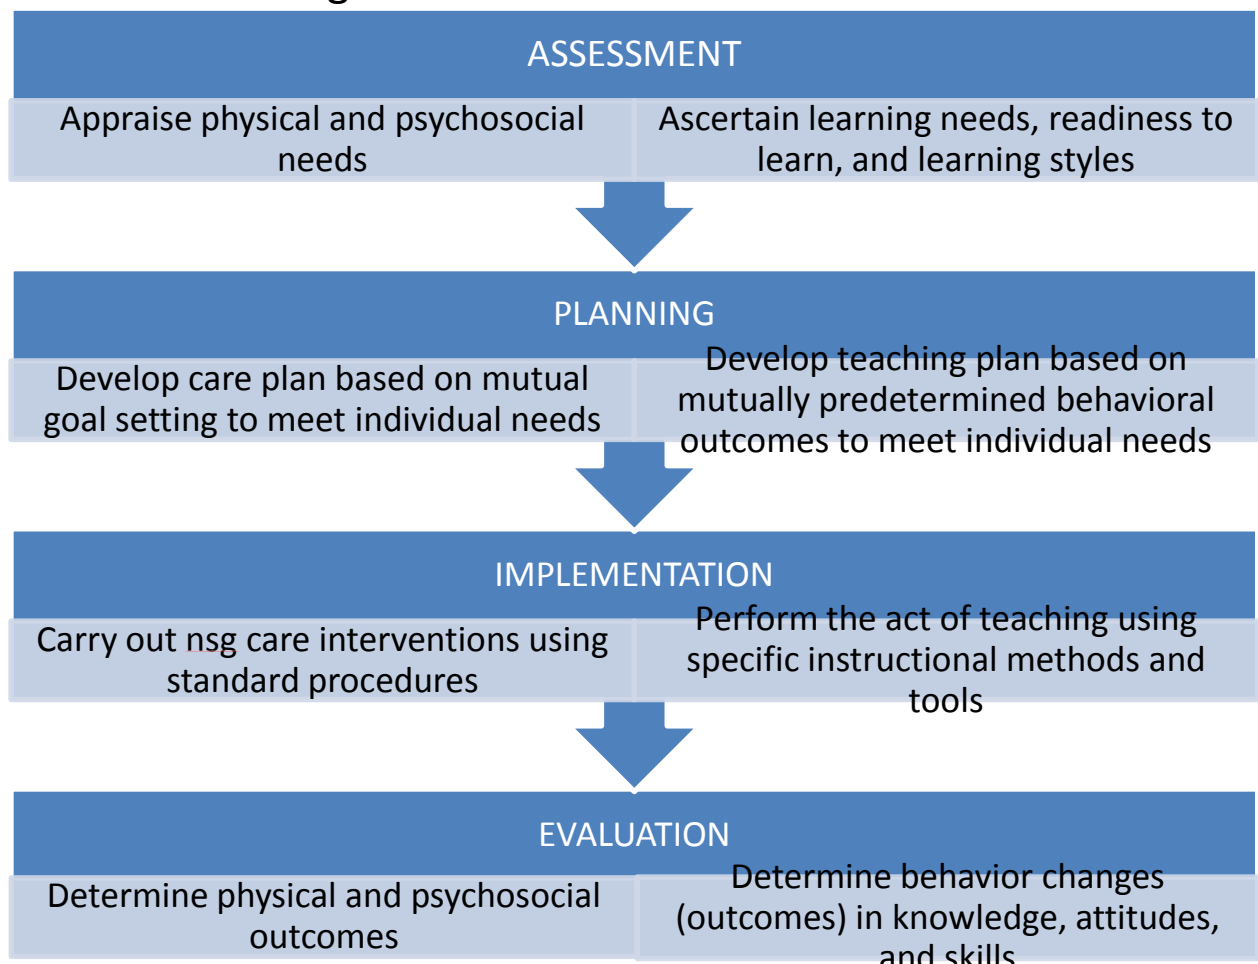 ASSESSMENT
Appraise physical and psychosocial
needs
Ascertain learning needs, readiness to
learn, and learning styles
PLANNING
Develop care plan based on mutual
goal setting to meet individual needs
Develop teaching plan based on
mutually predetermined behavioral
outcomes to meet individual needs
IMPLEMENTATION
Carry out nsg care interventions using
standard procedures
Perform the act of teaching using
specific instructional methods and
tools
EVALUATION
Determine physical and psychosocial
outcomes
Determine behavior changes
(outcomes) in knowledge, attitudes,
and skills